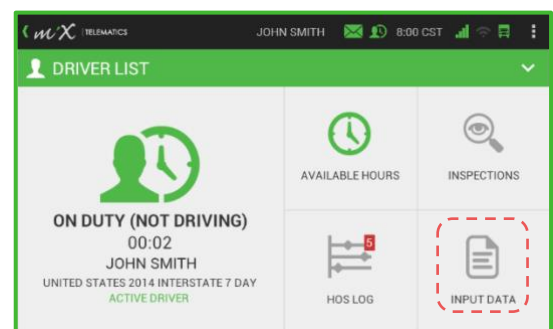 miX TELEMATICS JOHN SMITH 8:00 CST
DRIVER LIST
ON DUTY (NOT DRIVING)
00:02
JOHN SMITH
UNITED STATES 2014 INTERSTATE 7 DAY
ACTIVE DRIVER
AVAILABLE HOURS
INSPECTIONS
5
HOS LOG
INPUT DATA